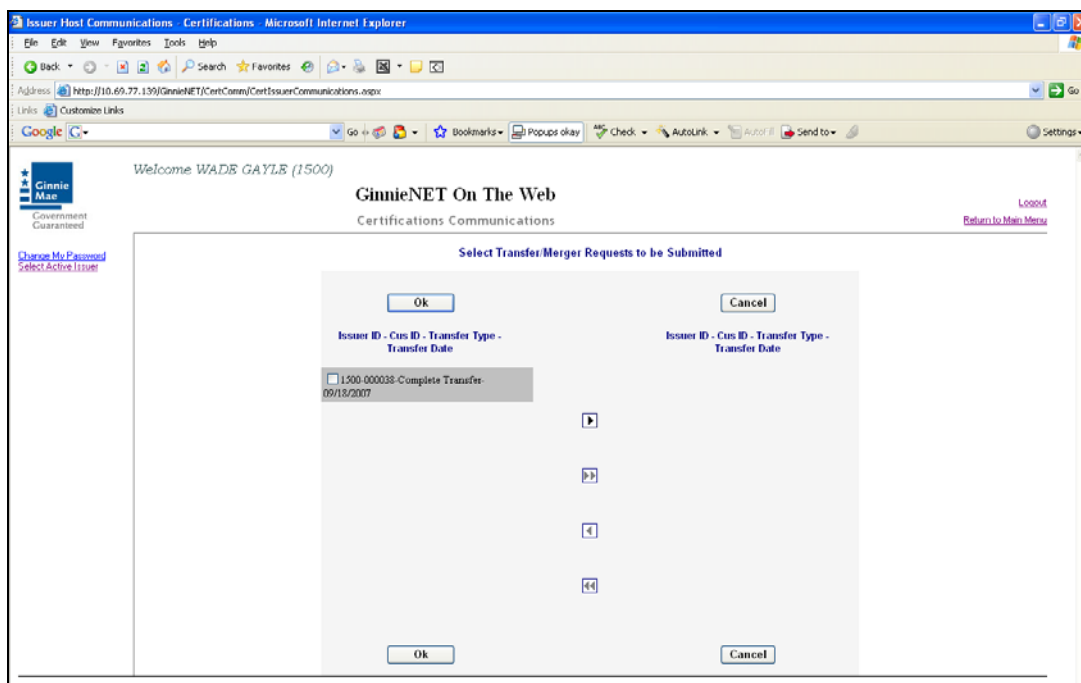 Issuer Host Communications - Certifications - Microsoft Internet Explorer
File Edit View Favorites Tools Help
Back Search Favorites
Address http://10.69.77.139/GinnieNET/CertComm/CertIssuerCommunications.aspx Go
Links Customize Links
Google G Go Bookmarks Popups okay Check AutoLink AutoFill Send to Settings
Welcome WADE GAYLE (1500)
Ginnie
Mae
Government
Guaranteed
GinnieNET On The Web
Certifications Communications
Logout
Return to Main Menu
Change My Password
Select Active Issuer
Select Transfer/Merger Requests to be Submitted
Ok Cancel
Issuer ID - Cus ID - Transfer Type - Issuer ID - Cus ID - Transfer Type -
Transfer Date Transfer Date
1500-000038-Complete Transfer-
09/18/2007
Ok Cancel